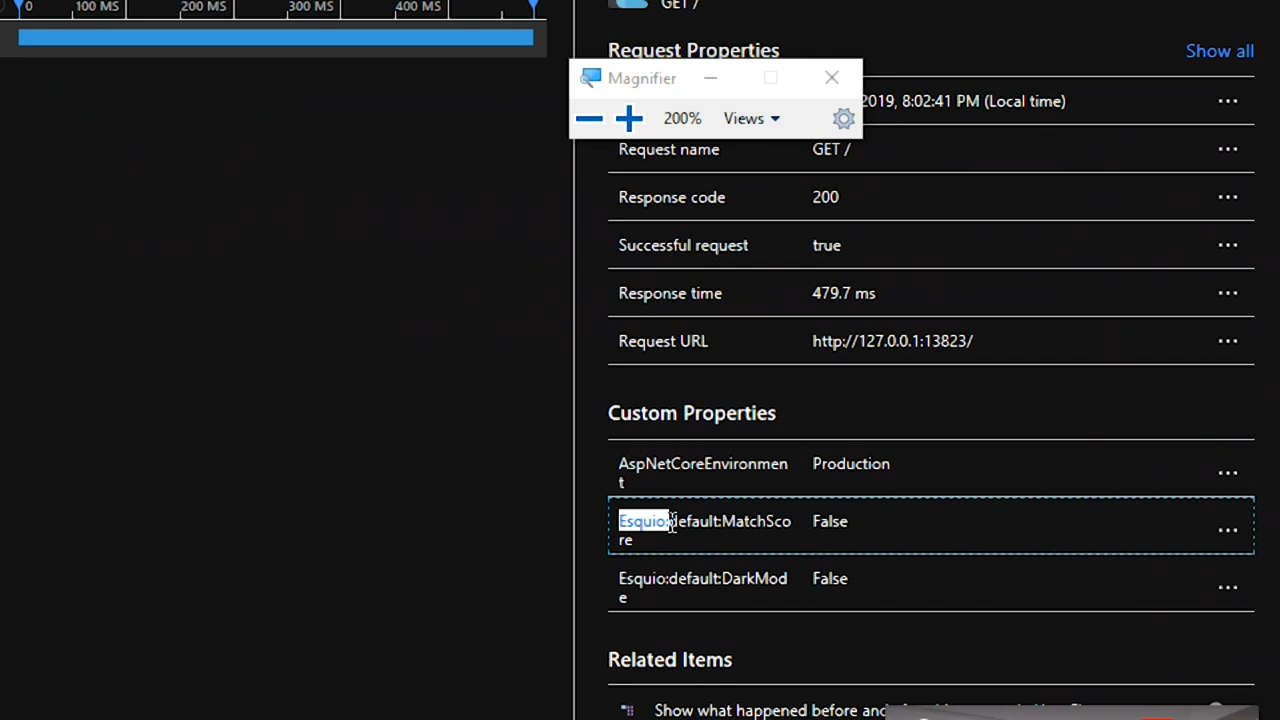 0 100 MS 200 MS 300 MS 400 MS
GET /
Request Properties Show all
Magnifier
2019, 8:02:41 PM (Local time) ...
200% Views
Request name GET / ...
Response code 200 ...
Successful request true ...
Response time 479.7 ms ...
Request URL http://127.0.0.1:13823/ ...
Custom Properties
AspNetCoreEnvironmen Production ...
t
Esquio:default:MatchSco False ...
re
Esquio:default:DarkMod False ...
e
Related Items
Show what happened before and